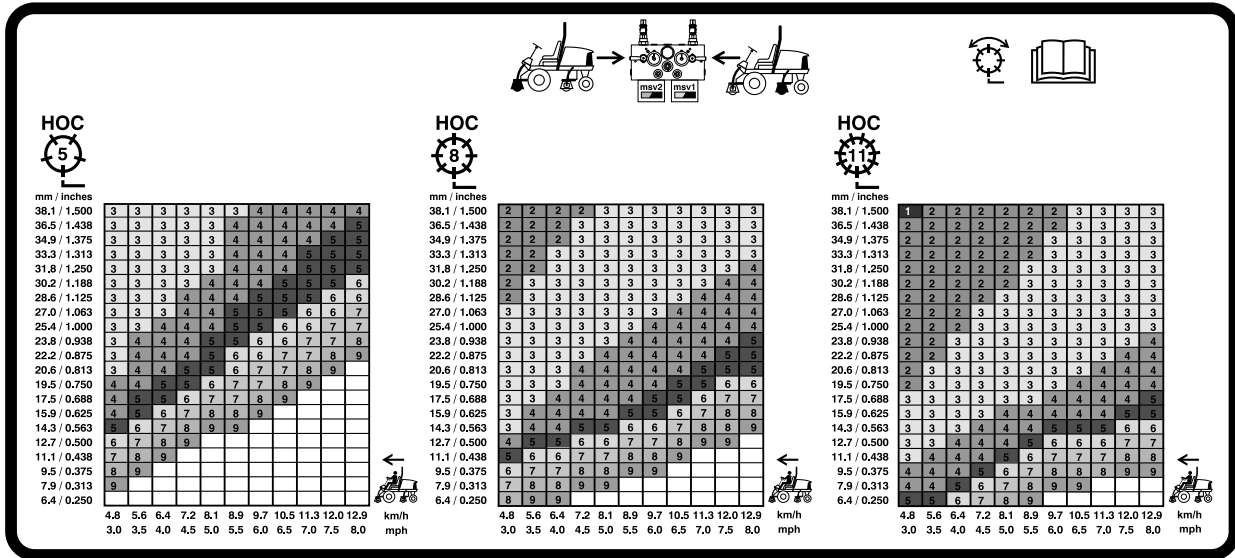 msv2 msv1
HOC
5
mm / inches
38.1 / 1.500 3 3 3 3 3 3 4 4 4 4 4
36.5 / 1.438 3 3 3 3 3 4 4 4 4 4 5
34.9 / 1.375 3 3 3 3 3 4 4 4 4 5 5
33.3 / 1.313 3 3 3 3 3 4 4 4 5 5 5
31.8 / 1.250 3 3 3 3 3 4 4 4 5 5 5
30.2 / 1.188 3 3 3 3 4 4 4 5 5 5 6
28.6 / 1.125 3 3 3 4 4 4 5 5 5 6 6
27.0 / 1.063 3 3 3 4 4 5 5 5 6 6 7
25.4 / 1.000 3 3 4 4 4 5 5 6 6 7 7
23.8 / 0.938 3 4 4 4 5 5 6 6 7 7 8
22.2 / 0.875 3 4 4 4 5 6 6 7 7 8 9
20.6 / 0.813 3 4 4 5 5 6 7 7 8 9
19.5 / 0.750 4 4 5 5 6 7 7 8 9
17.5 / 0.688 4 5 5 6 7 7 8 9
15.9 / 0.625 4 5 6 7 8 8 9
14.3 / 0.563 5 6 7 8 9 9
12.7 / 0.500 6 7 8 9
11.1 / 0.438 7 8 9
9.5 / 0.375 8 9
7.9 / 0.313 9
6.4 / 0.250
4.8 5.6 6.4 7.2 8.1 8.9 9.7 10.5 11.3 12.0 12.9 km/h
3.0 3.5 4.0 4.5 5.0 5.5 6.0 6.5 7.0 7.5 8.0 mph
HOC
8
mm / inches
38.1 / 1.500 2 2 2 2 3 3 3 3 3 3 3
36.5 / 1.438 2 2 2 3 3 3 3 3 3 3 3
34.9 / 1.375 2 2 2 3 3 3 3 3 3 3 3
33.3 / 1.313 2 2 3 3 3 3 3 3 3 3 3
31.8 / 1.250 2 2 3 3 3 3 3 3 3 3 4
30.2 / 1.188 2 3 3 3 3 3 3 3 3 4 4
28.6 / 1.125 2 3 3 3 3 3 3 3 4 4 4
27.0 / 1.063 3 3 3 3 3 3 3 4 4 4 4
25.4 / 1.000 3 3 3 3 3 3 4 4 4 4 4
23.8 / 0.938 3 3 3 3 3 4 4 4 4 4 5
22.2 / 0.875 3 3 3 3 4 4 4 4 4 5 5
20.6 / 0.813 3 3 3 4 4 4 4 4 5 5 5
19.5 / 0.750 3 3 3 4 4 4 4 5 5 6 6
17.5 / 0.688 3 3 4 4 4 4 5 5 6 6 7
15.9 / 0.625 3 4 4 4 4 5 5 6 7 7 8
14.3 / 0.563 3 4 4 5 5 6 6 7 7 8 8
12.7 / 0.500 4 5 5 5 6 6 7 8 9 9
11.1 / 0.438 5 6 6 6 7 7 8 9 9
9.5 / 0.375 6 7 7 7 8 8 9
7.9 / 0.313 7 7 8 9 9
6.4 / 0.250 8 9 9
4.8 5.6 6.4 7.2 8.1 8.9 9.7 10.5 11.3 12.0 12.9 km/h
3.0 3.5 4.0 4.5 5.0 5.5 6.0 6.5 7.0 7.5 8.0 mph
HOC
11
mm / inches
38.1 / 1.500 1 2 2 2 2 2 2 3 3 3 3
36.5 / 1.438 2 2 2 2 2 2 2 3 3 3 3
34.9 / 1.375 2 2 2 2 2 2 3 3 3 3 3
33.3 / 1.313 2 2 2 2 2 2 3 3 3 3 3
31.8 / 1.250 2 2 2 2 2 3 3 3 3 3 3
30.2 / 1.188 2 2 2 2 3 3 3 3 3 3 3
28.6 / 1.125 2 2 2 2 3 3 3 3 3 3 3
27.0 / 1.063 2 2 2 3 3 3 3 3 3 3 3
25.4 / 1.000 2 2 2 3 3 3 3 3 3 3 3
23.8 / 0.938 2 2 3 3 3 3 3 3 3 3 4
22.2 / 0.875 2 2 3 3 3 3 3 3 3 4 4
20.6 / 0.813 2 3 3 3 3 3 3 3 4 4 4
19.5 / 0.750 2 3 3 3 3 3 3 4 4 4 4
17.5 / 0.688 3 3 3 3 3 3 4 4 4 4 5
15.9 / 0.625 3 3 3 3 4 4 4 4 4 5 5
14.3 / 0.563 3 3 3 4 4 4 5 5 5 6 6
12.7 / 0.500 3 3 4 4 4 5 6 6 6 7 7
11.1 / 0.438 3 4 4 4 5 6 6 7 7 8 8
9.5 / 0.375 4 4 4 5 6 7 7 8 8 9 9
7.9 / 0.313 4 4 5 6 7 8 9 9
6.4 / 0.250 5 5 6 7 8 9
4.8 5.6 6.4 7.2 8.1 8.9 9.7 10.5 11.3 12.0 12.9 km/h
3.0 3.5 4.0 4.5 5.0 5.5 6.0 6.5 7.0 7.5 8.0 mph